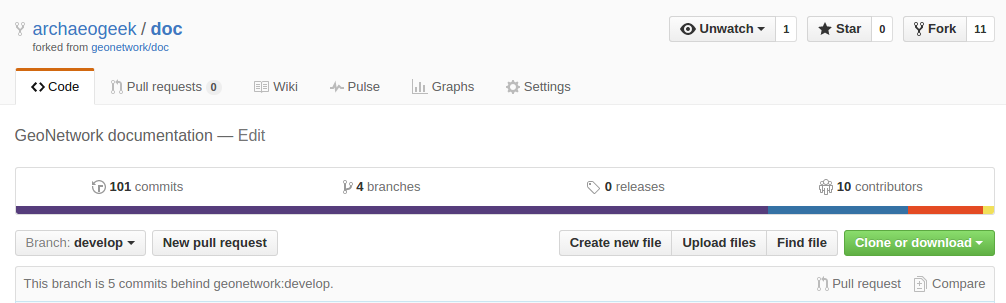 archaeogeek / doc
Unwatch 1 Star 0 Fork 11
forked from geonetwork/doc
Code Pull requests 0 Wiki Pulse Graphs Settings
GeoNetwork documentation — Edit
101 commits 4 branches 0 releases 10 contributors
Branch: develop New pull request Create new file Upload files Find file Clone or download
This branch is 5 commits behind geonetwork:develop. Pull request Compare